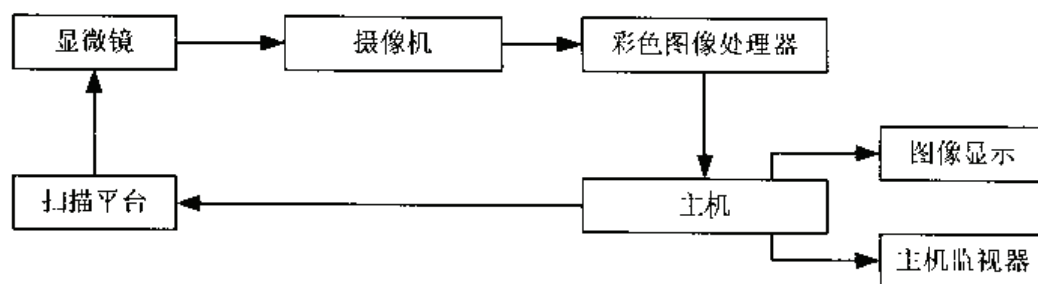 显微镜
摄像机
彩色图像处理器
图像显示
扫描平台
主机
主机监视器